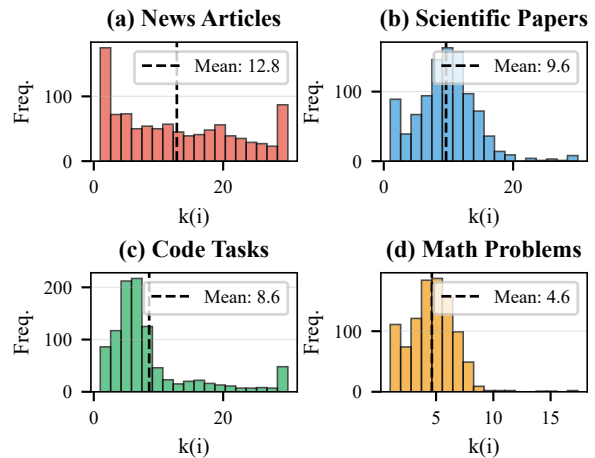 (a) News Articles
Freq.
100
0
Mean: 12.8
0
20
k(i)
(b) Scientific Papers
Freq.
100
0
Mean: 9.6
20
k(i)
(c) Code Tasks
Freq.
200
100
0
Mean: 8.6
0
20
k(i)
(d) Math Problems
Freq.
100
0
Mean: 4.6
5
10
15
k(i)